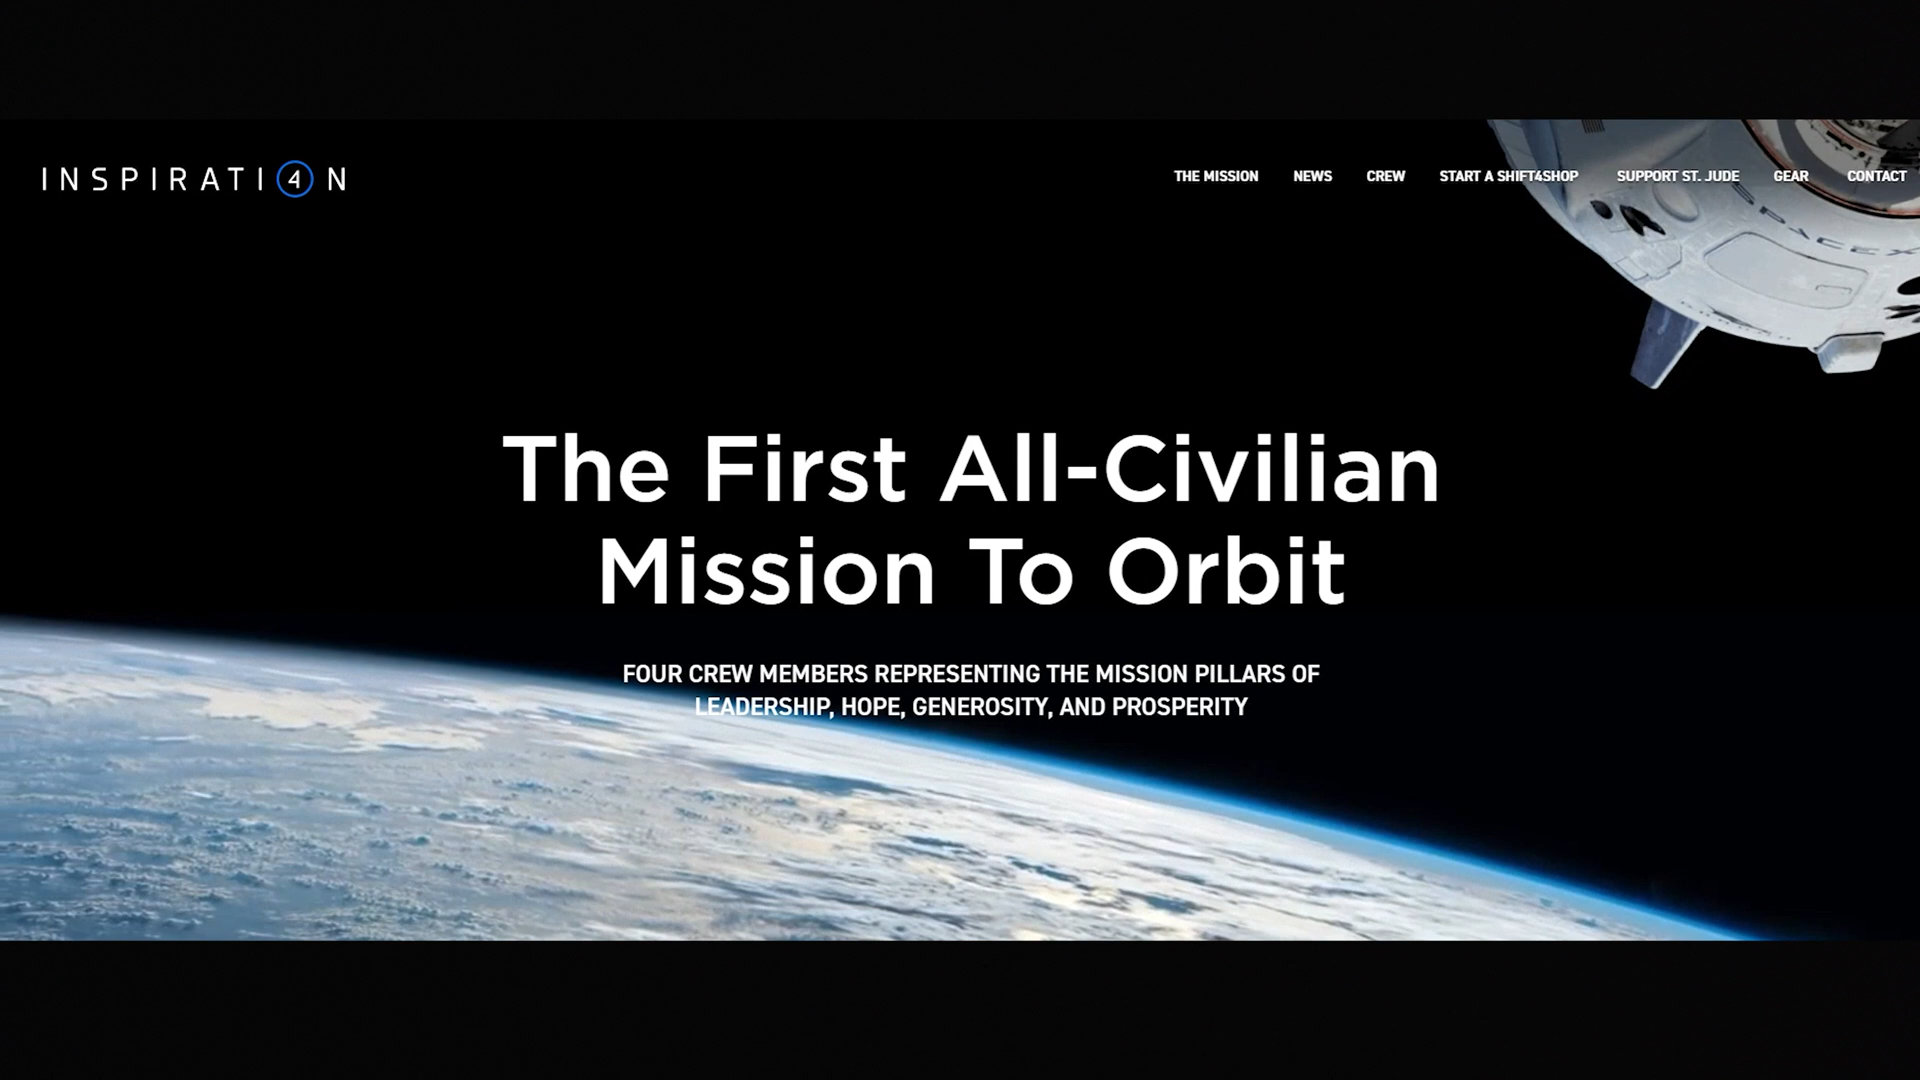 INSPIRATI4N
THE MISSION NEWS CREW START A SHIFT4SHOP SUPPORT ST. JUDE GEAR CONTACT
SPACEX
The First All-Civilian
Mission To Orbit
FOUR CREW MEMBERS REPRESENTING THE MISSION PILLARS OF
LEADERSHIP, HOPE, GENEROSITY, AND PROSPERITY